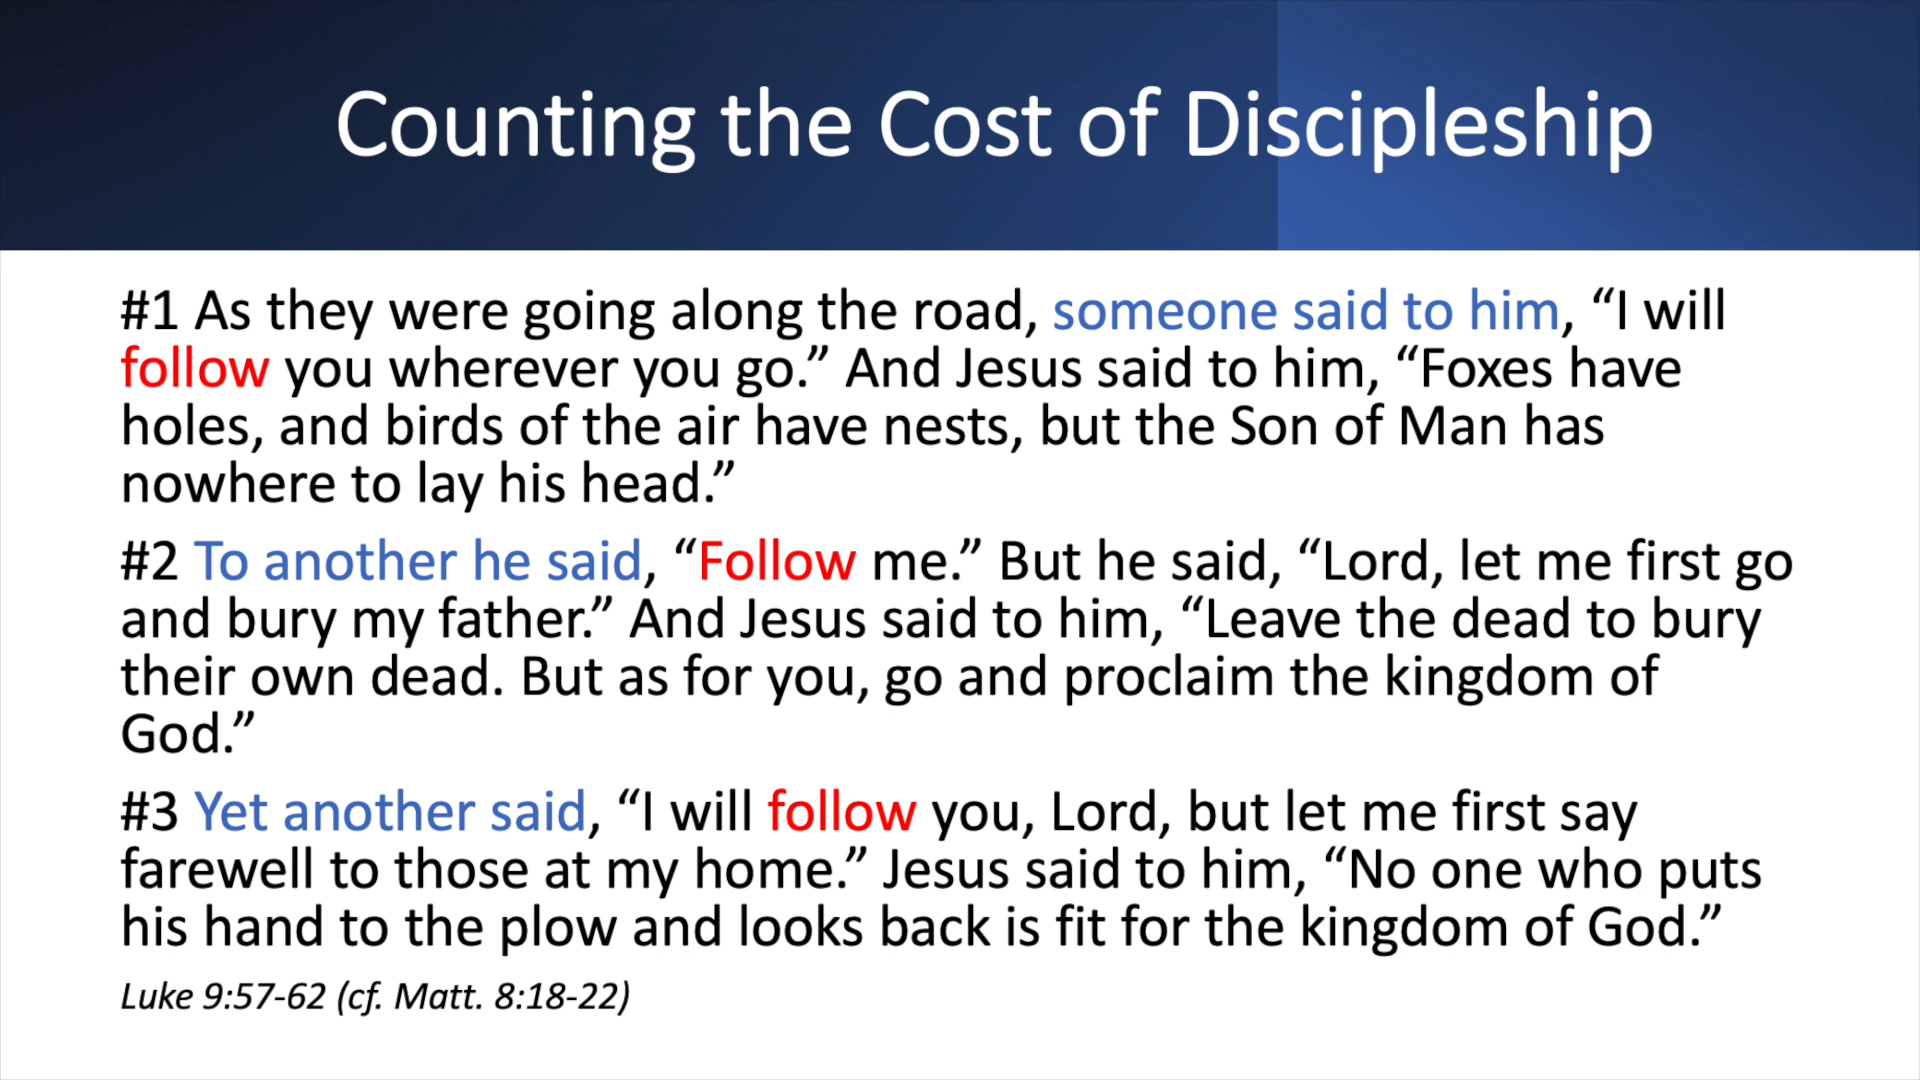 Counting the Cost of Discipleship
#1 As they were going along the road, someone said to him, “I will
follow you wherever you go.” And Jesus said to him, “Foxes have
holes, and birds of the air have nests, but the Son of Man has
nowhere to lay his head.”
#2 To another he said, “Follow me.” But he said, “Lord, let me first go
and bury my father.” And Jesus said to him, “Leave the dead to bury
their own dead. But as for you, go and proclaim the kingdom of
God.”
#3 Yet another said, “I will follow you, Lord, but let me first say
farewell to those at my home.” Jesus said to him, “No one who puts
his hand to the plow and looks back is fit for the kingdom of God.”
Luke 9:57-62 (cf. Matt. 8:18-22)